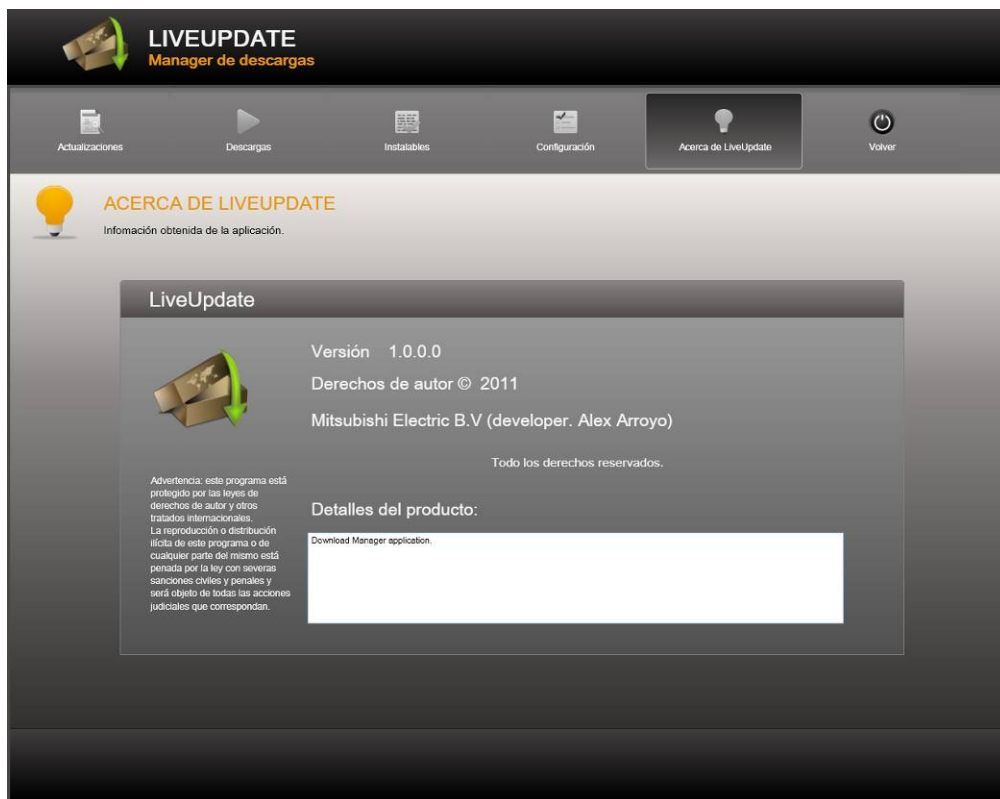 LIVEUPDATE
Manager de descargas
Actualizaciones
Descargas
Instalables
Configuración
Acerca de LiveUpdate
Volver
ACERCA DE LIVEUPDATE
Infomación obtenida de la aplicación.
LiveUpdate
Versión 1.0.0.0
Derechos de autor © 2011
Mitsubishi Electric B.V (developer. Alex Arroyo)
Todo los derechos reservados.
Advertencia: este programa está
protegido por las leyes de
derechos de autor y otros
tratados internacionales.
La reproducción o distribución
ilícita de este programa o de
cualquier parte del mismo está
penada por la ley con severas
sanciones civiles y penales y
será objeto de todas las acciones
judiciales que correspondan.
Detalles del producto:
Download Manager application.